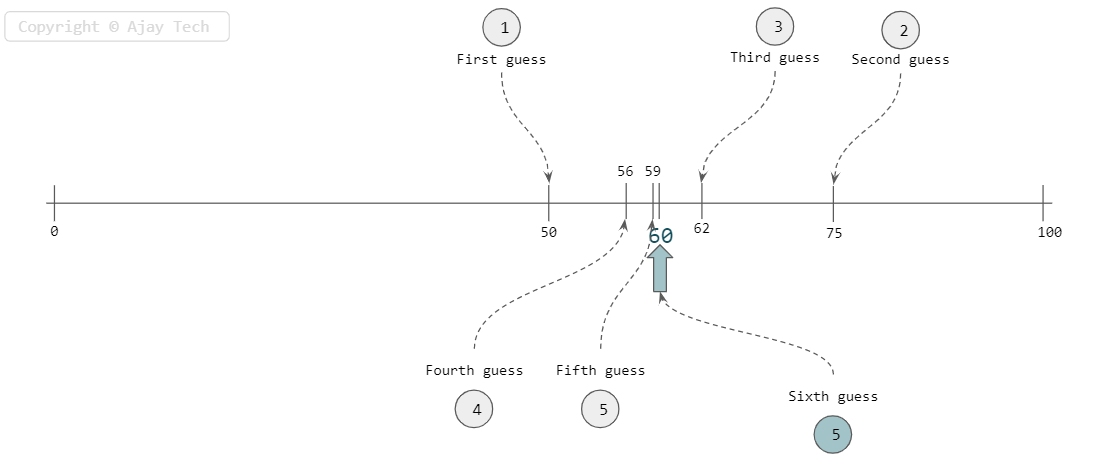 Copyright © Ajay Tech
1
3
2
First guess
Third guess
Second guess
56
59
0
50
60
62
75
100
Fourth guess
Fifth guess
Sixth guess
4
5
5